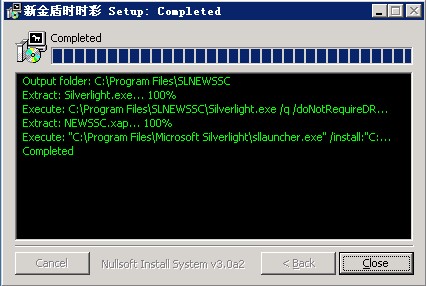 新金盾时时彩 Setup: Completed
Completed
Output folder: C:\Program Files\SLNEWSSC
Extract: Silverlight.exe... 100%
Execute: C:\Program Files\SLNEWSSC\Silverlight.exe /q /doNotRequireDR...
Extract: NEWSSC.xap... 100%
Execute: "C:\Program Files\Microsoft Silverlight\sllauncher.exe" /install:"C:...
Completed
Cancel Nullsoft Install System v3.0a2 < Back Close